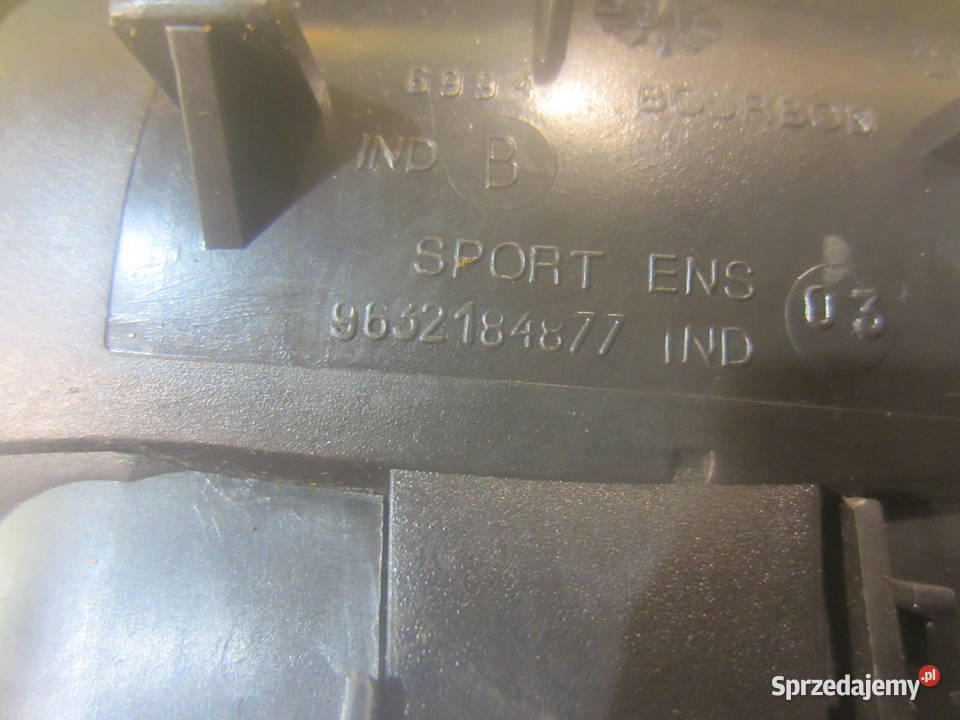 6994 BOURBON
IND B
SPORT ENS
9632184877 IND 03
Sprzedajemy.pl